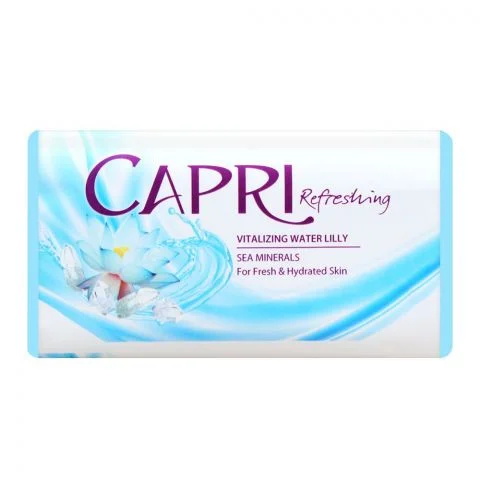 CAPRI Refreshing
VITALIZING WATER LILLY
SEA MINERALS
For Fresh & Hydrated Skin